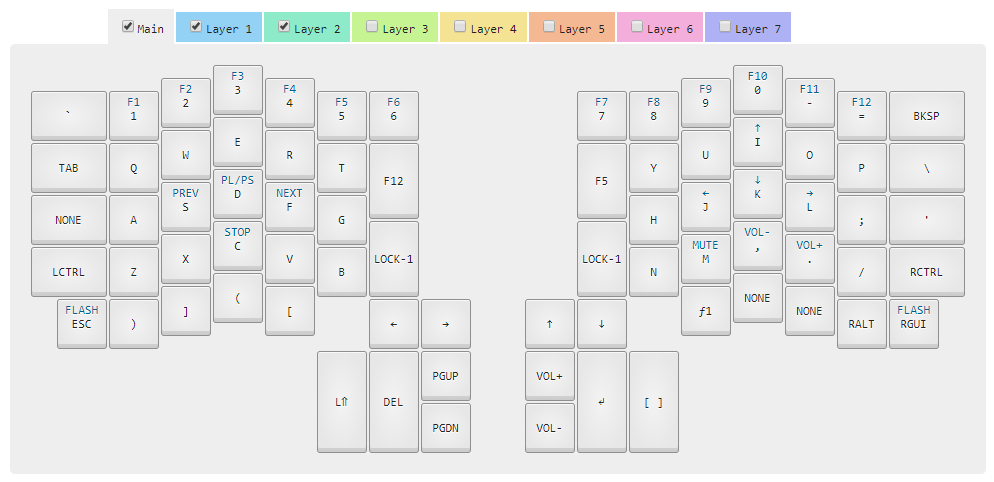 Main Layer 1 Layer 2 Layer 3 Layer 4 Layer 5 Layer 6 Layer 7
F3 F10
3 0
F2 F4 F9 F11
2 4 9 -
F1 F5 F6 F7 F8 F12
` 1 5 6 7 8 = BKSP
↑
E I
W R U O
TAB Q T Y P \
F12 F5
PL/PS ↓
D K
PREV NEXT ← →
S F J L
NONE A G H ; '
STOP VOL-
C ,
MUTE VOL+
X V M .
LCTRL Z B LOCK-1 LOCK-1 N / RCTRL
( NONE
FLASH FLASH
ESC ) ] [ ƒ1 NONE RALT RGUI
← → ↑ ↓
PGUP VOL+
L⇑ DEL ↲ [ ]
PGDN VOL-